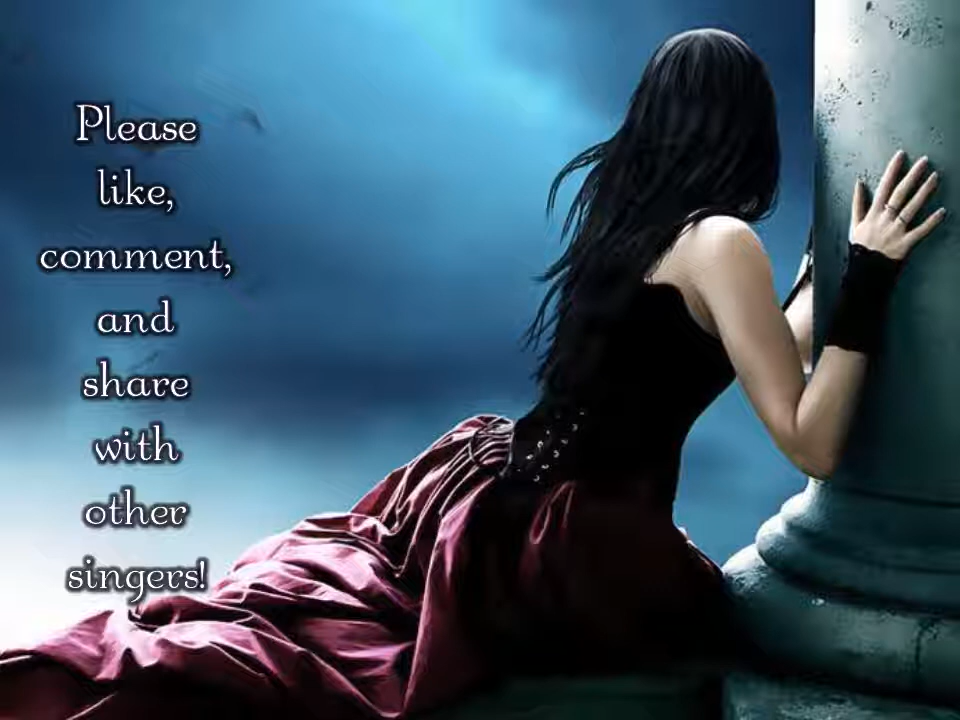 Please
like,
comment,
and
share
with
other
singers!